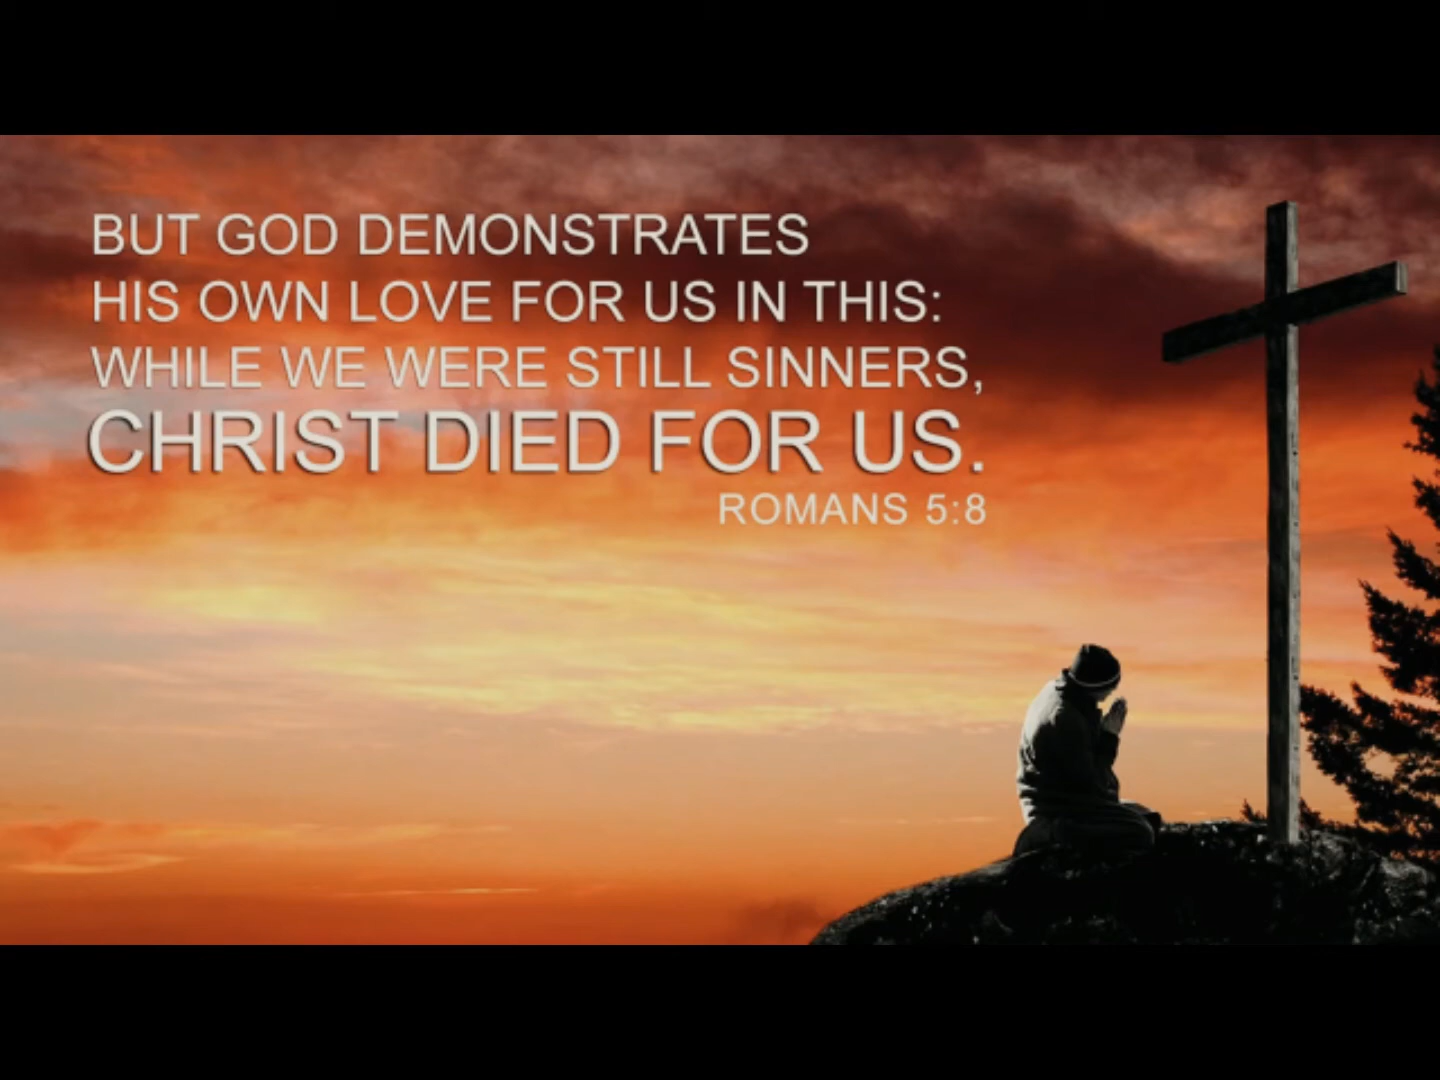 BUT GOD DEMONSTRATES
HIS OWN LOVE FOR US IN THIS:
WHILE WE WERE STILL SINNERS,
CHRIST DIED FOR US.
ROMANS 5:8